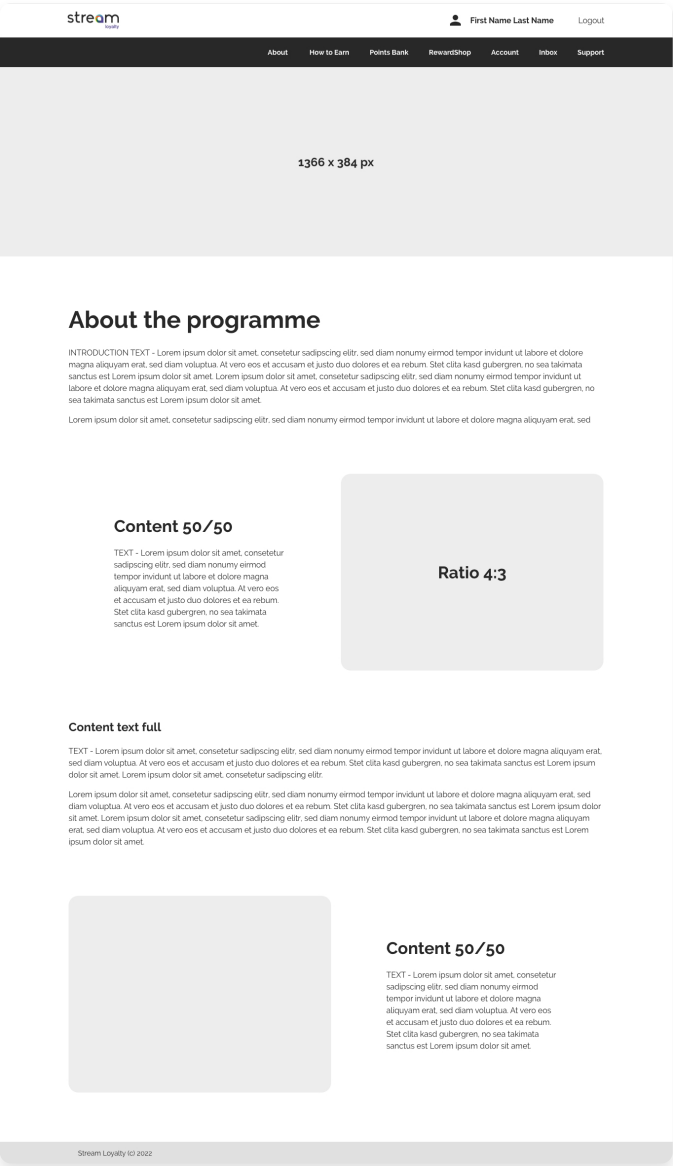 stream
loyalty
First Name Last Name
Logout
About How to Earn Points Bank RewardShop Account Inbox Support
1366 x 384 px
About the programme
INTRODUCTION TEXT - Lorem ipsum dolor sit amet, consetetur sadipscing elitr, sed diam nonumy eirmod tempor invidunt ut labore et dolore
magna aliquyam erat, sed diam voluptua. At vero eos et accusam et justo duo dolores et ea rebum. Stet clita kasd gubergren, no sea takimata
sanctus est Lorem ipsum dolor sit amet. Lorem ipsum dolor sit amet, consetetur sadipscing elitr, sed diam nonumy eirmod tempor invidunt ut
labore et dolore magna aliquyam erat, sed diam voluptua. At vero eos et accusam et justo duo dolores et ea rebum. Stet clita kasd gubergren, no
sea takimata sanctus est Lorem ipsum dolor sit amet.
Lorem ipsum dolor sit amet, consetetur sadipscing elitr, sed diam nonumy eirmod tempor invidunt ut labore et dolore magna aliquyam erat, sed
Content 50/50
TEXT - Lorem ipsum dolor sit amet, consetetur
sadipscing elitr, sed diam nonumy eirmod
tempor invidunt ut labore et dolore magna
aliquyam erat, sed diam voluptua. At vero eos
et accusam et justo duo dolores et ea rebum.
Stet clita kasd gubergren, no sea takimata
sanctus est Lorem ipsum dolor sit amet.
Ratio 4:3
Content text full
TEXT - Lorem ipsum dolor sit amet, consetetur sadipscing elitr, sed diam nonumy eirmod tempor invidunt ut labore et dolore magna aliquyam erat,
sed diam voluptua. At vero eos et accusam et justo duo dolores et ea rebum. Stet clita kasd gubergren, no sea takimata sanctus est Lorem ipsum
dolor sit amet. Lorem ipsum dolor sit amet, consetetur sadipscing elitr.
Lorem ipsum dolor sit amet, consetetur sadipscing elitr, sed diam nonumy eirmod tempor invidunt ut labore et dolore magna aliquyam erat, sed
diam voluptua. At vero eos et accusam et justo duo dolores et ea rebum. Stet clita kasd gubergren, no sea takimata sanctus est Lorem ipsum dolor
sit amet. Lorem ipsum dolor sit amet, consetetur sadipscing elitr, sed diam nonumy eirmod tempor invidunt ut labore et dolore magna aliquyam
erat, sed diam voluptua. At vero eos et accusam et justo duo dolores et ea rebum. Stet clita kasd gubergren, no sea takimata sanctus est Lorem
ipsum dolor sit amet.
Content 50/50
TEXT - Lorem ipsum dolor sit amet, consetetur
sadipscing elitr, sed diam nonumy eirmod
tempor invidunt ut labore et dolore magna
aliquyam erat, sed diam voluptua. At vero eos
et accusam et justo duo dolores et ea rebum.
Stet clita kasd gubergren, no sea takimata
sanctus est Lorem ipsum dolor sit amet.
Stream Loyalty (c) 2022